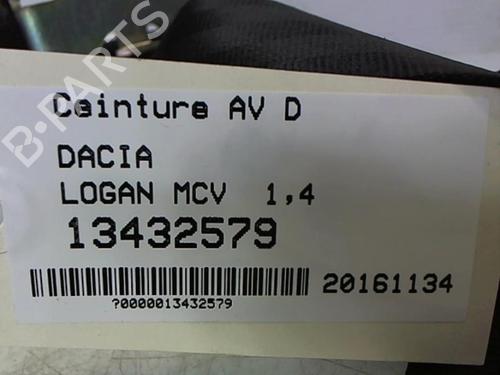 B-PARTS
Ceinture AV D
DACIA
LOGAN MCV 1,4
13432579
20161134
?0000013432579